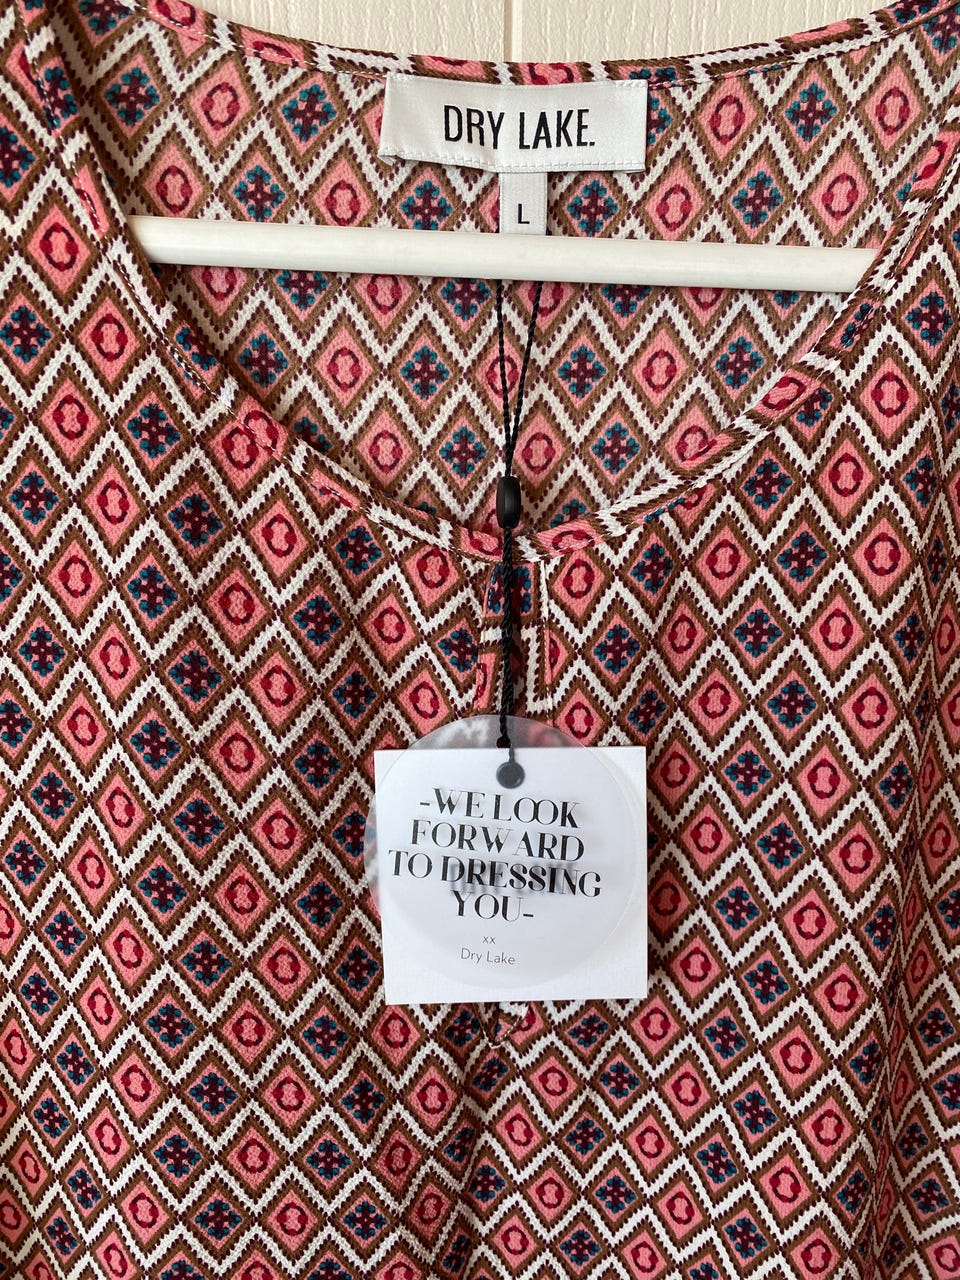 DRY LAKE.
L
-WE LOOK
FORWARD
TO DRESSING
YOU-
xx
Dry Lake